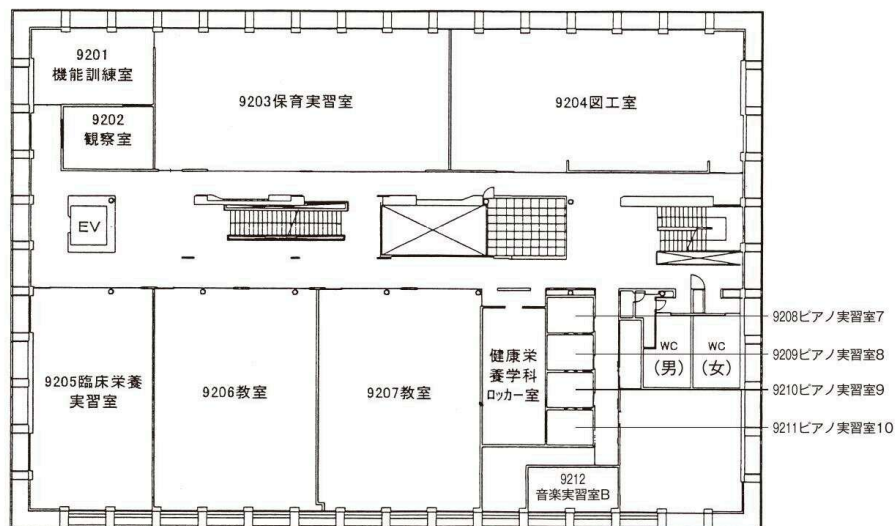 9201
機能訓練室
9202
観察室
9203保育実習室
9204図工室
EV
9205臨床栄養
実習室
9206教室
9207教室
健康栄
養学科
ロッカー室
9208ピアノ実習室7
9209ピアノ実習室8
9210ピアノ実習室9
9211ピアノ実習室10
WC
(男)
WC
(女)
9212
音楽実習室B